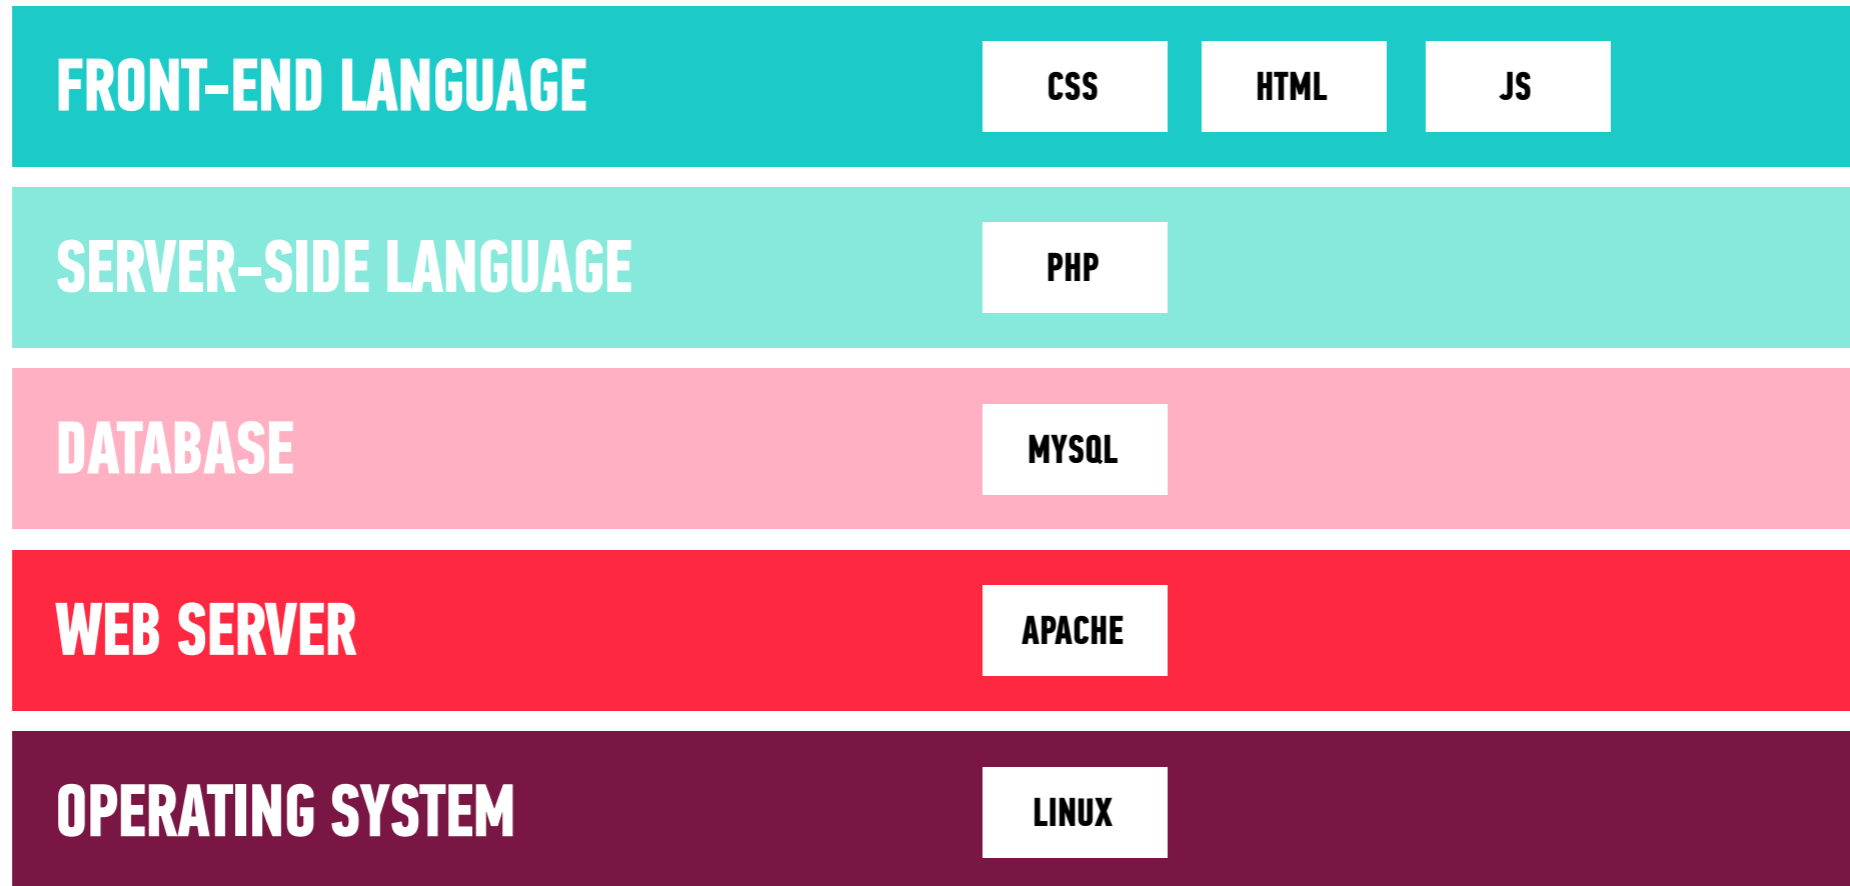 FRONT-END LANGUAGE CSS HTML JS
SERVER-SIDE LANGUAGE PHP
DATABASE MYSQL
WEB SERVER APACHE
OPERATING SYSTEM LINUX